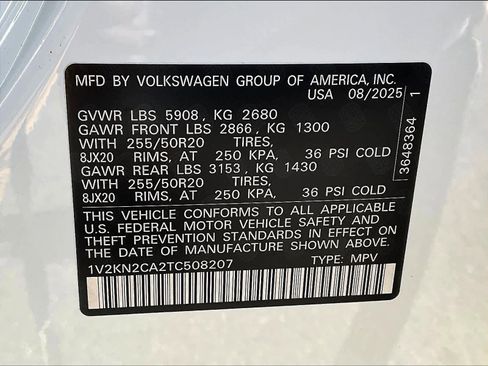 MFD BY VOLKSWAGEN GROUP OF AMERICA, INC.
USA 08/2025
GVWR LBS 5908, KG 2680
GAWR FRONT LBS 2866, KG 1300
WITH 255/50R20 TIRES,
8JX20 RIMS, AT 250 KPA, 36 PSI COLD
GAWR REAR LBS 3153, KG 1430
WITH 255/50R20 TIRES,
8JX20 RIMS, AT 250 KPA, 36 PSI COLD
THIS VEHICLE CONFORMS TO ALL APPLICABLE
U.S. FEDERAL MOTOR VEHICLE SAFETY AND
THEFT PREVENTION STANDARDS IN EFFECT ON
THE DATE OF MANUFACTURE SHOWN ABOVE.
1V2KN2CA2TC508207 TYPE: MPV
3648364 1